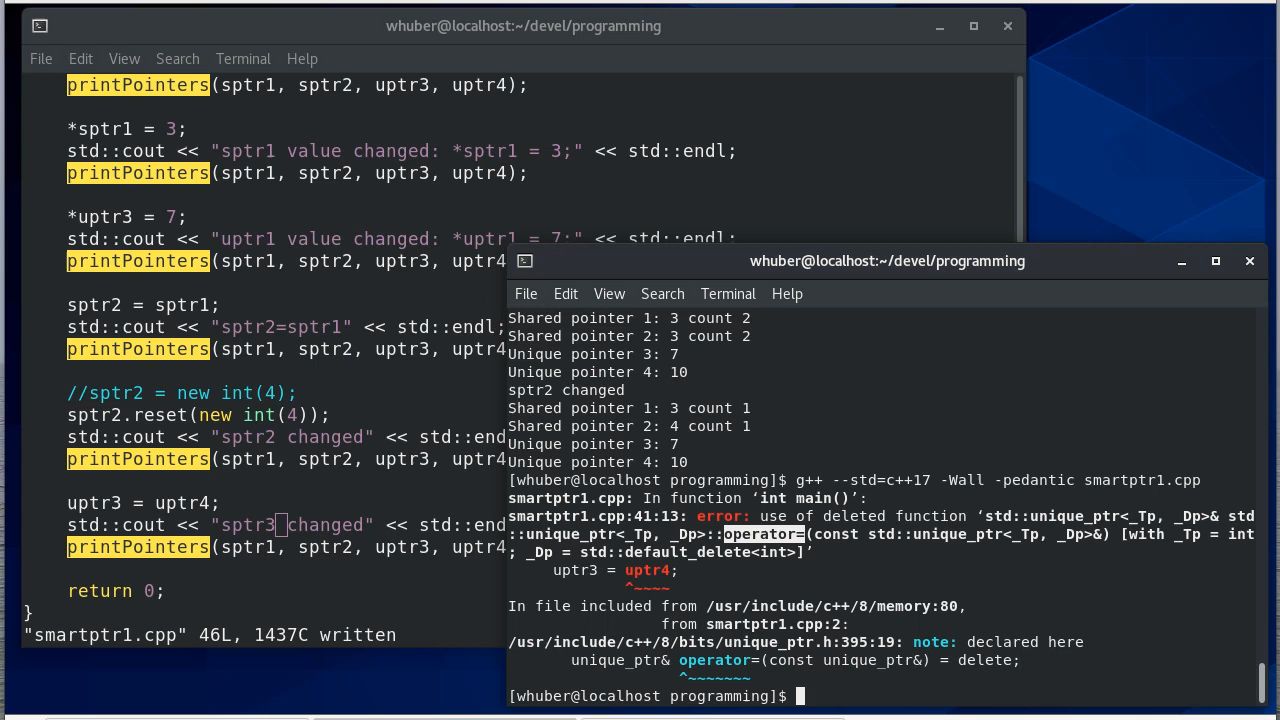 whuber@localhost:~/devel/programming
File Edit View Search Terminal Help
printPointers(sptr1, sptr2, uptr3, uptr4);
*sptr1 = 3;
std::cout << "sptr1 value changed: *sptr1 = 3;" << std::endl;
printPointers(sptr1, sptr2, uptr3, uptr4);
*uptr3 = 7;
std::cout << "uptr1 value changed: *uptr1 = 7;" << std::endl;
printPointers(sptr1, sptr2, uptr3, uptr4
sptr2 = sptr1;
std::cout << "sptr2=sptr1" << std::endl;
printPointers(sptr1, sptr2, uptr3, uptr4
//sptr2 = new int(4);
sptr2.reset(new int(4));
std::cout << "sptr2 changed" << std::end
printPointers(sptr1, sptr2, uptr3, uptr4
uptr3 = uptr4;
std::cout << "sptr3 changed" << std::end
printPointers(sptr1, sptr2, uptr3, uptr4
return 0;
}
"smartptr1.cpp" 46L, 1437C written
whuber@localhost:~/devel/programming
File Edit View Search Terminal Help
Shared pointer 1: 3 count 2
Shared pointer 2: 3 count 2
Unique pointer 3: 7
Unique pointer 4: 10
sptr2 changed
Shared pointer 1: 3 count 1
Shared pointer 2: 4 count 1
Unique pointer 3: 7
Unique pointer 4: 10
[whuber@localhost programming]$ g++ --std=c++17 -Wall -pedantic smartptr1.cpp
smartptr1.cpp: In function ‘int main()’:
smartptr1.cpp:41:13: error: use of deleted function ‘std::unique_ptr<_Tp, _Dp>& std
::unique_ptr<_Tp, _Dp>::operator=(const std::unique_ptr<_Tp, _Dp>&) [with _Tp = int
; _Dp = std::default_delete<int>]’
uptr3 = uptr4;
^~~~~
In file included from /usr/include/c++/8/memory:80,
from smartptr1.cpp:2:
/usr/include/c++/8/bits/unique_ptr.h:395:19: note: declared here
unique_ptr& operator=(const unique_ptr&) = delete;
^~~~~~~~
[whuber@localhost programming]$